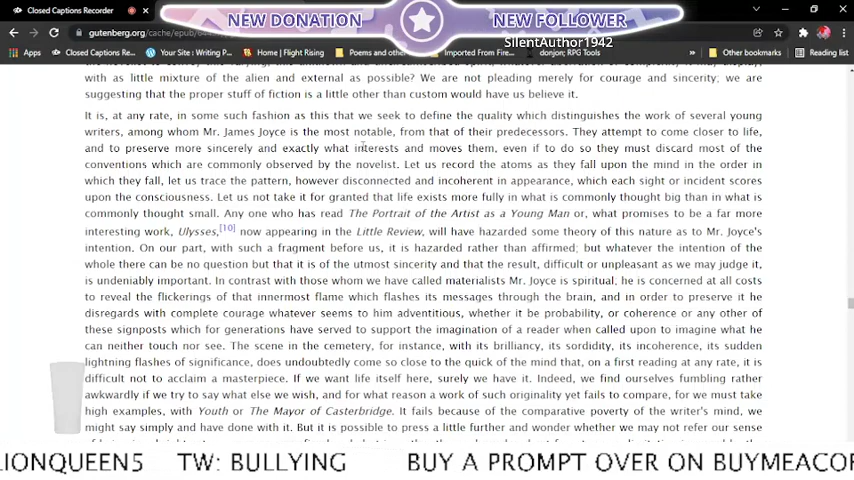 Closed Captions Recorder
NEW DONATION
NEW FOLLOWER
SilentAuthor1942
gutenberg.org/cache/epub/
Apps
Closed Captions Rec...
Your Site : Writing P...
Home | Flight Rising
Poems and other...
Imported From Firef...
donjon; RPG Tools
»
Other bookmarks
Reading list
with as little mixture of the alien and external as possible? We are not pleading merely for courage and sincerity; we are
suggesting that the proper stuff of fiction is a little other than custom would have us believe it.
It is, at any rate, in some such fashion as this that we seek to define the quality which distinguishes the work of several young
writers, among whom Mr. James Joyce is the most notable, from that of their predecessors. They attempt to come closer to life,
and to preserve more sincerely and exactly what interests and moves them, even if to do so they must discard most of the
conventions which are commonly observed by the novelist. Let us record the atoms as they fall upon the mind in the order in
which they fall, let us trace the pattern, however disconnected and incoherent in appearance, which each sight or incident scores
upon the consciousness. Let us not take it for granted that life exists more fully in what is commonly thought big than in what is
commonly thought small. Any one who has read The Portrait of the Artist as a Young Man or, what promises to be a far more
interesting work, Ulysses,[10] now appearing in the Little Review, will have hazarded some theory of this nature as to Mr. Joyce's
intention. On our part, with such a fragment before us, it is hazarded rather than affirmed; but whatever the intention of the
whole there can be no question but that it is of the utmost sincerity and that the result, difficult or unpleasant as we may judge it,
is undeniably important. In contrast with those whom we have called materialists Mr. Joyce is spiritual, he is concerned at all costs
to reveal the flickerings of that innermost flame which flashes its messages through the brain, and in order to preserve it he
disregards with complete courage whatever seems to him adventitious, whether it be probability, or coherence or any other of
these signposts which for generations have served to support the imagination of a reader when called upon to imagine what he
can neither touch nor see. The scene in the cemetery, for instance, with its brilliancy, its sordidity, its incoherence, its sudden
lightning flashes of significance, does undoubtedly come so close to the quick of the mind that, on a first reading at any rate, it is
difficult not to acclaim a masterpiece. If we want life itself here, surely we have it. Indeed, we find ourselves fumbling rather
awkwardly if we try to say what else we wish, and for what reason a work of such originality yet fails to compare, for we must take
high examples, with Youth or The Mayor of Casterbridge. It fails because of the comparative poverty of the writer's mind, we
might say simply and have done with it. But it is possible to press a little further and wonder whether we may not refer our sense
LIONQUEEN5 TW: BULLYING BUY A PROMPT OVER ON BUYMEACOF